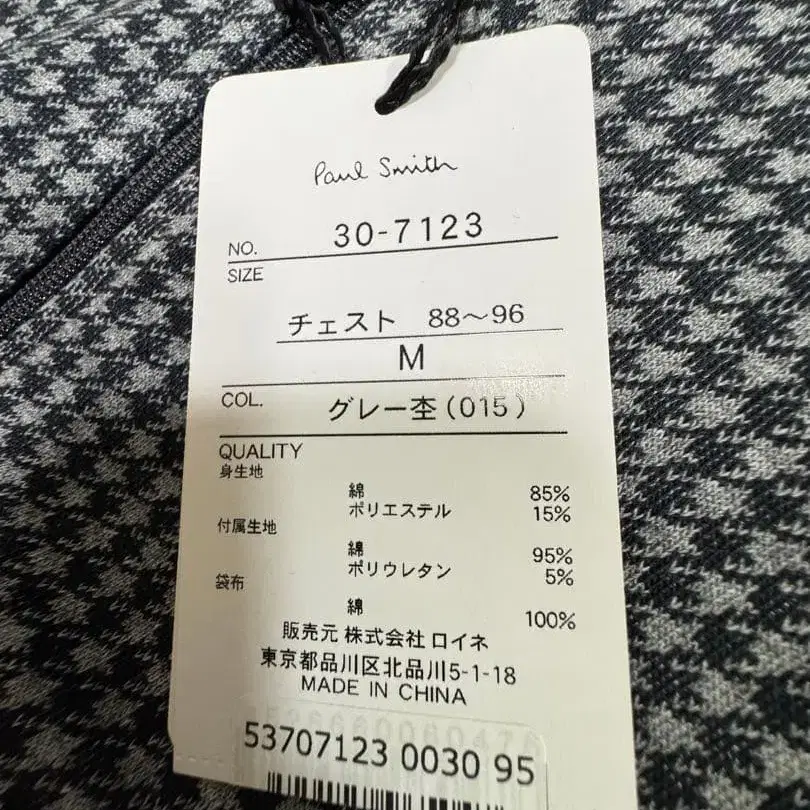 Paul Smith
NO. 30-7123
SIZE
チェスト 88〜96
M
COL. グレー杢(015)
QUALITY
身生地
綿 85%
ポリエステル 15%
付属生地
綿 95%
ポリウレタン 5%
袋布
綿 100%
販売元 株式会社 ロイネ
東京都品川区北品川5-1-18
MADE IN CHINA
53707123 0030 95